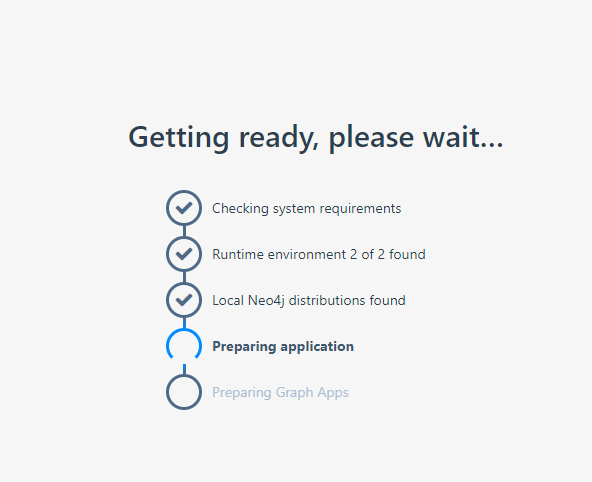 Getting ready, please wait...
Checking system requirements
Runtime environment 2 of 2 found
Local Neo4j distributions found
Preparing application
Preparing Graph Apps